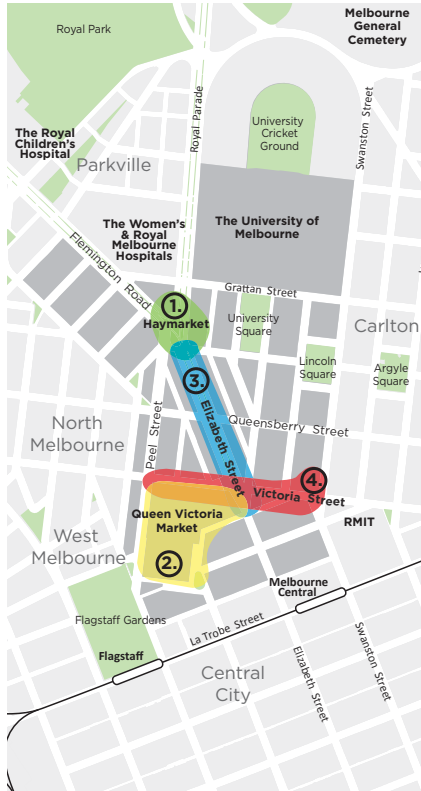 Melbourne
General
Cemetery
Royal Park
Royal Parade
Swanston Street
University
Cricket
Ground
The Royal
Children's
Hospital
Parkville
The Women's
& Royal
Melbourne
Hospitals
The University of
Melbourne
Flemington Road
Grattan Street
1.
Haymarket
University
Square
Carlton
Lincoln
Square
Argyle
Square
3.
Elizabeth Street
Peel Street
Queensberry Street
North
Melbourne
4.
Victoria Street
Queen Victoria
Market
RMIT
West
Melbourne
2.
Melbourne
Central
Flagstaff Gardens
La Trobe Street
Flagstaff
Central
City
Elizabeth Street
Swanston Street